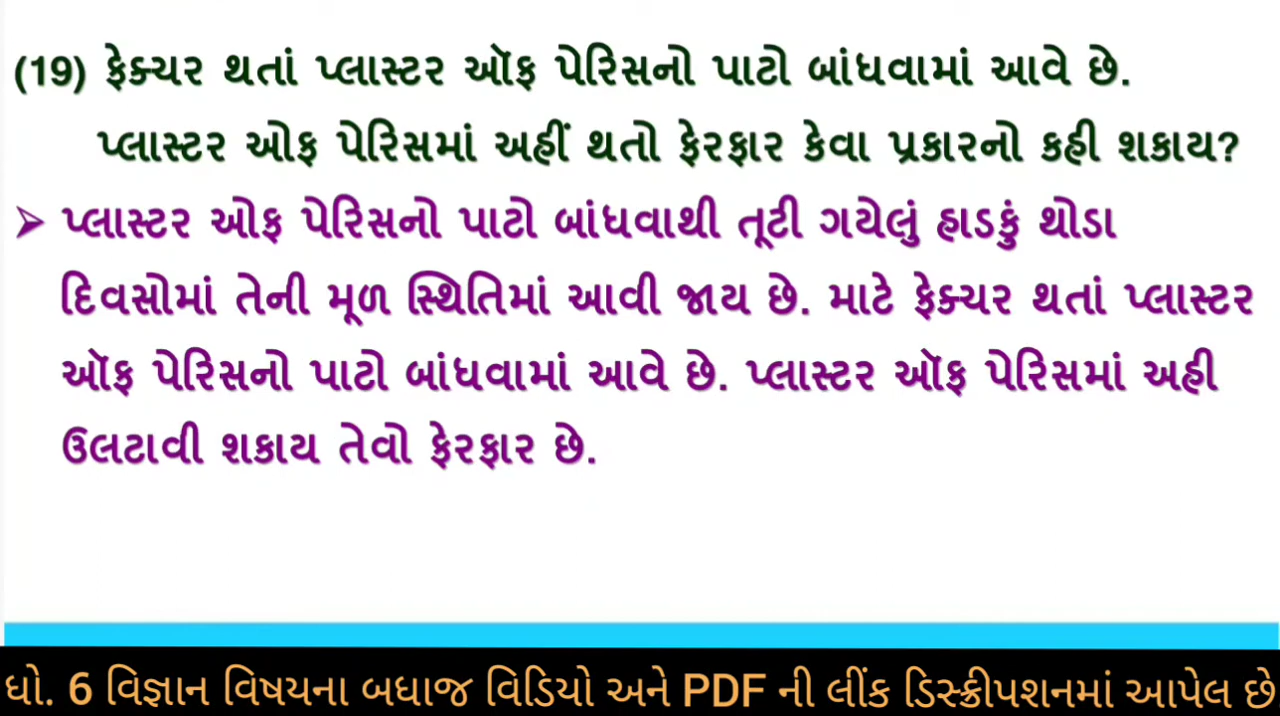 (19) ફ્રેક્ચર થતાં પ્લાસ્ટર ઑફ પેરિસનો પાટો બાંધવામાં આવે છે.
પ્લાસ્ટર ઓફ પેરિસમાં અહીં થતો ફેરફાર કેવા પ્રકારનો કહી શકાય?
➢ પ્લાસ્ટર ઓફ પેરિસનો પાટો બાંધવાથી તૂટી ગયેલું હાડકું થોડા
દિવસોમાં તેની મૂળ સ્થિતિમાં આવી જાય છે. માટે ફ્રેક્ચર થતાં પ્લાસ્ટર
ઑફ પેરિસનો પાટો બાંધવામાં આવે છે. પ્લાસ્ટર ઑફ પેરિસમાં અહી
ઉલટાવી શકાય તેવો ફેરફાર છે.
ધો. 6 વિજ્ઞાન વિષયના બધાજ વિડિયો અને PDF ની લીંક ડિસ્ક્રીપશનમાં આપેલ છે